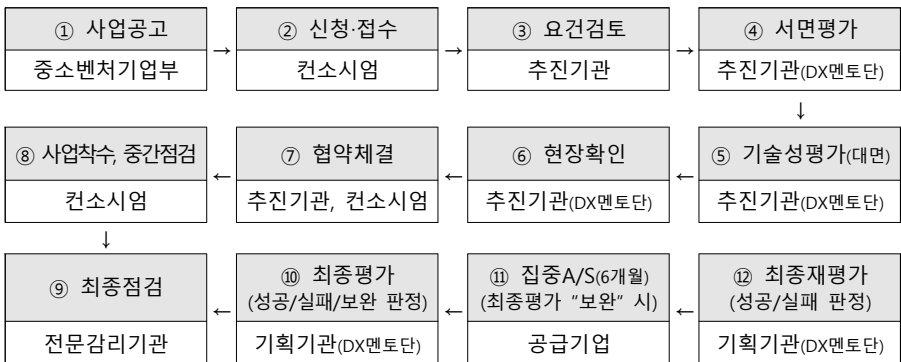 ① 사업공고
중소벤처기업부
→
② 신청·접수
컨소시엄
→
③ 요건검토
추진기관
→
④ 서면평가
추진기관(DX멘토단)
↓
⑤ 기술성평가(대면)
추진기관(DX멘토단)
←
⑥ 현장확인
추진기관(DX멘토단)
←
⑦ 협약체결
추진기관, 컨소시엄
←
⑧ 사업착수, 중간점검
컨소시엄
↓
⑨ 최종점검
전문감리기관
←
⑩ 최종평가
(성공/실패/보완 판정)
기획기관(DX멘토단)
←
⑪ 집중A/S(6개월)
(최종평가 “보완” 시)
공급기업
←
⑫ 최종재평가
(성공/실패 판정)
기획기관(DX멘토단)